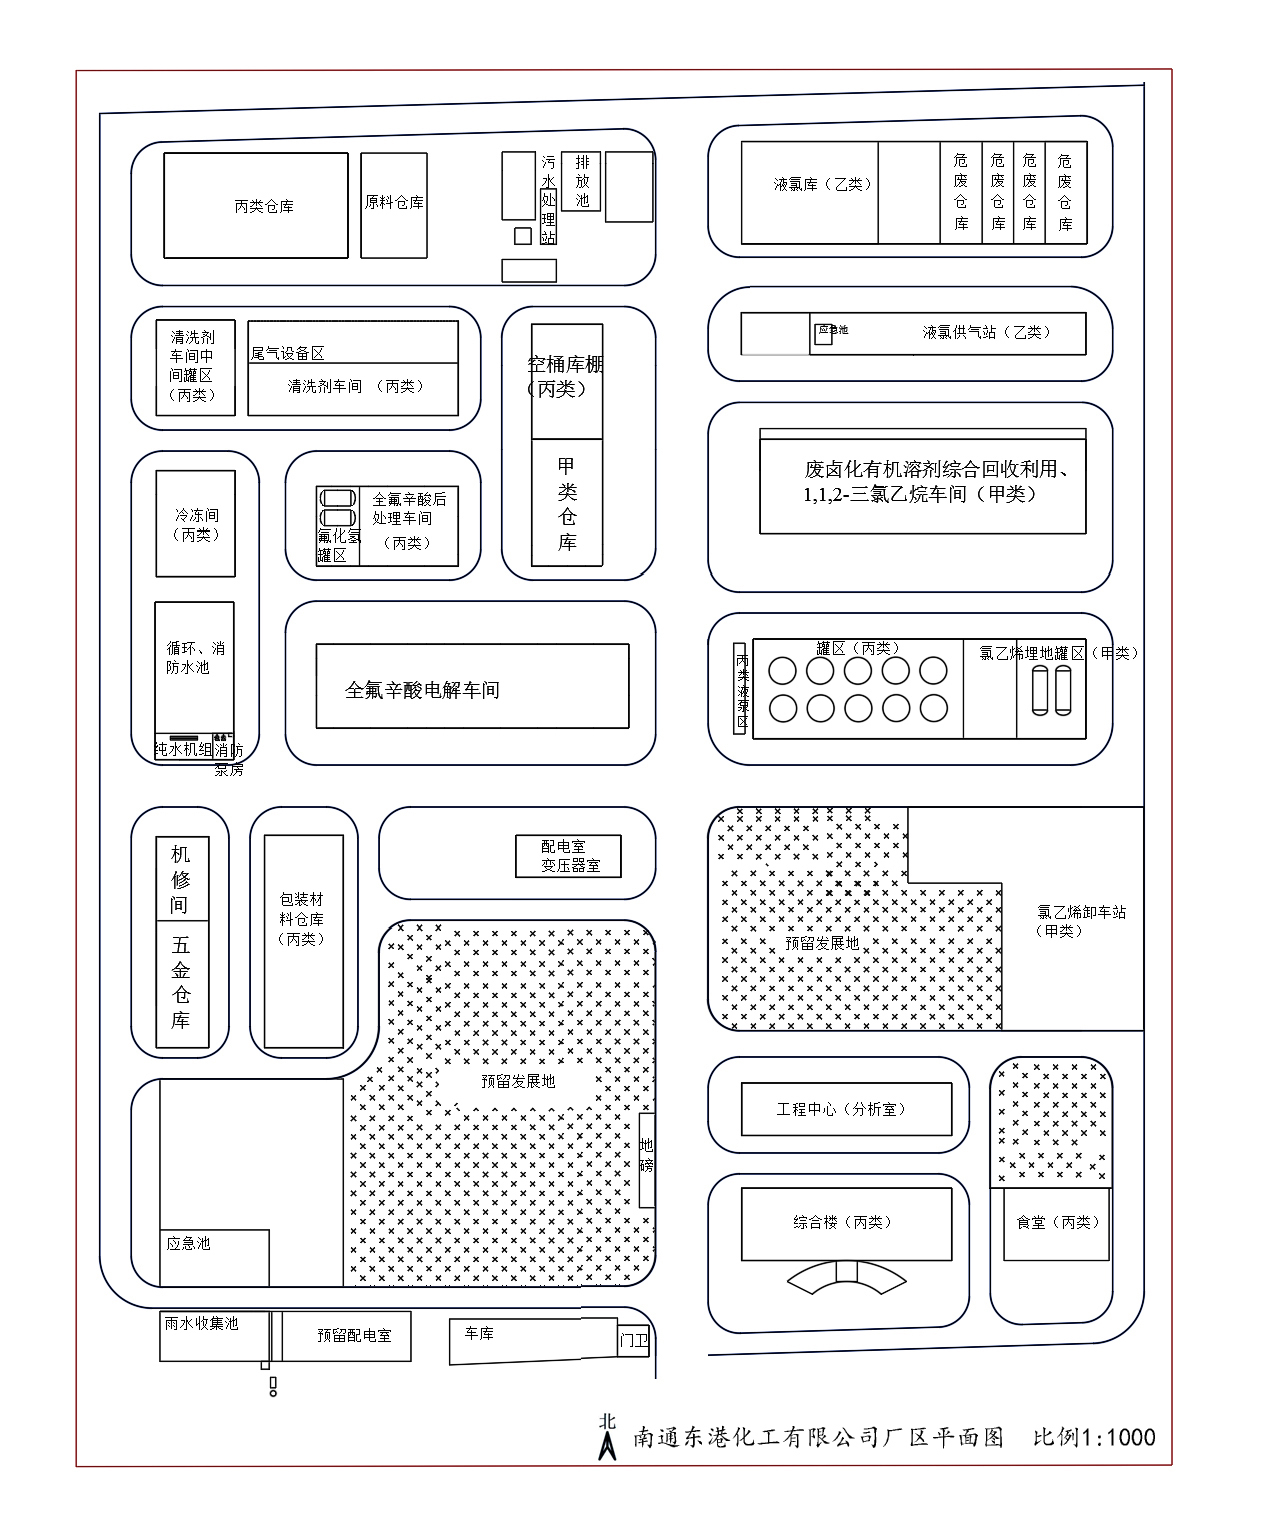 丙类仓库
原料仓库
污
水
处
理
站
排
放
池
液氯库（乙类）
危
废
仓
库
危
废
仓
库
危
废
仓
库
危
废
仓
库
清洗剂
车间中
间罐区
（丙类）
尾气设备区
清洗剂车间 （丙类）
空桶库棚
（丙类）
甲
类
仓
库
应急池
液氯供气站（乙类）
冷冻间
（丙类）
氟化氢
罐区
全氟辛酸后
处理车间
（丙类）
废卤化有机溶剂综合回收利用、
1,1,2-三氯乙烷车间（甲类）
循环、消
防水池
纯水机组
消防
泵房
全氟辛酸电解车间
丙
类
液
泵
区
罐区（丙类）
氯乙烯埋地罐区（甲类）
机
修
间
五
金
仓
库
包装材
料仓库
（丙类）
配电室
变压器室
预留发展地
氯乙烯卸车站
（甲类）
预留发展地
地
磅
工程中心（分析室）
综合楼（丙类）
食堂（丙类）
应急池
雨水收集池
预留配电室
车库
门卫
北
南通东港化工有限公司厂区平面图 比例1:1000